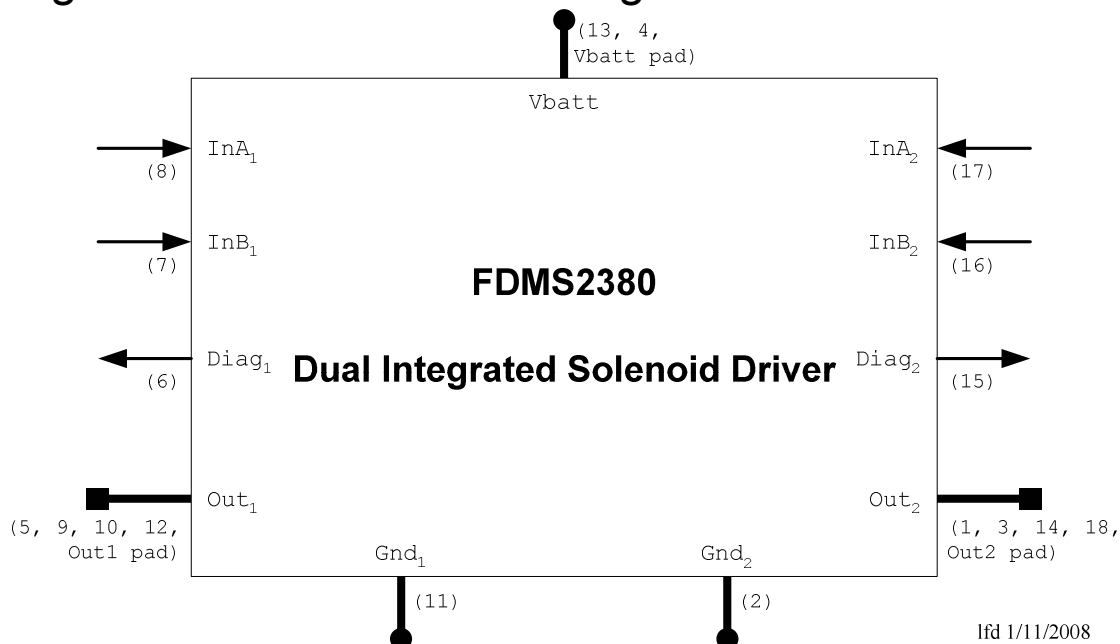 (13, 4,
Vbatt pad)
Vbatt
InA1
(8)
InA2
(17)
InB1
(7)
InB2
(16)
FDMS2380
Diag1
(6)
Dual Integrated Solenoid Driver
Diag2
(15)
Out1
(5, 9, 10, 12,
Out1 pad)
Out2
(1, 3, 14, 18,
Out2 pad)
Gnd1
(11)
Gnd2
(2)
lfd 1/11/2008